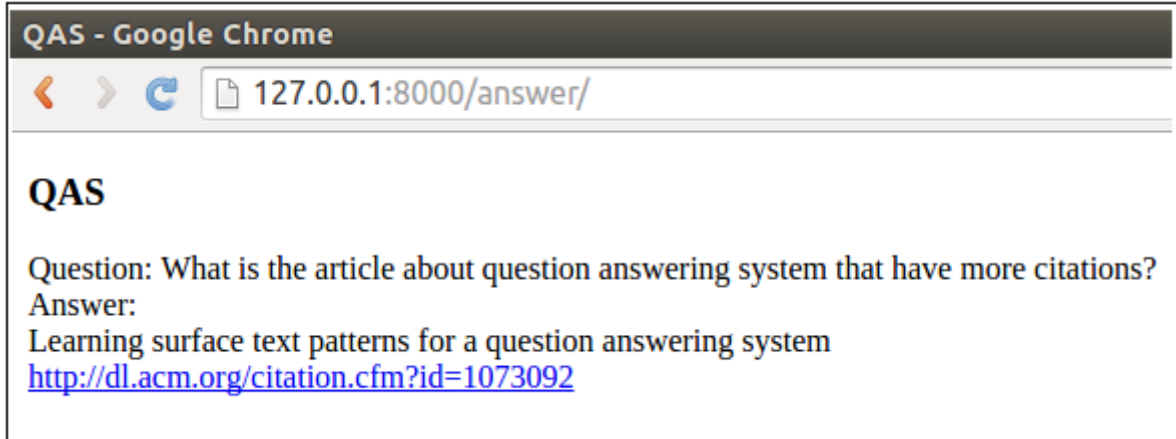 QAS - Google Chrome
127.0.0.1:8000/answer/
QAS
Question: What is the article about question answering system that have more citations?
Answer:
Learning surface text patterns for a question answering system
http://dl.acm.org/citation.cfm?id=1073092